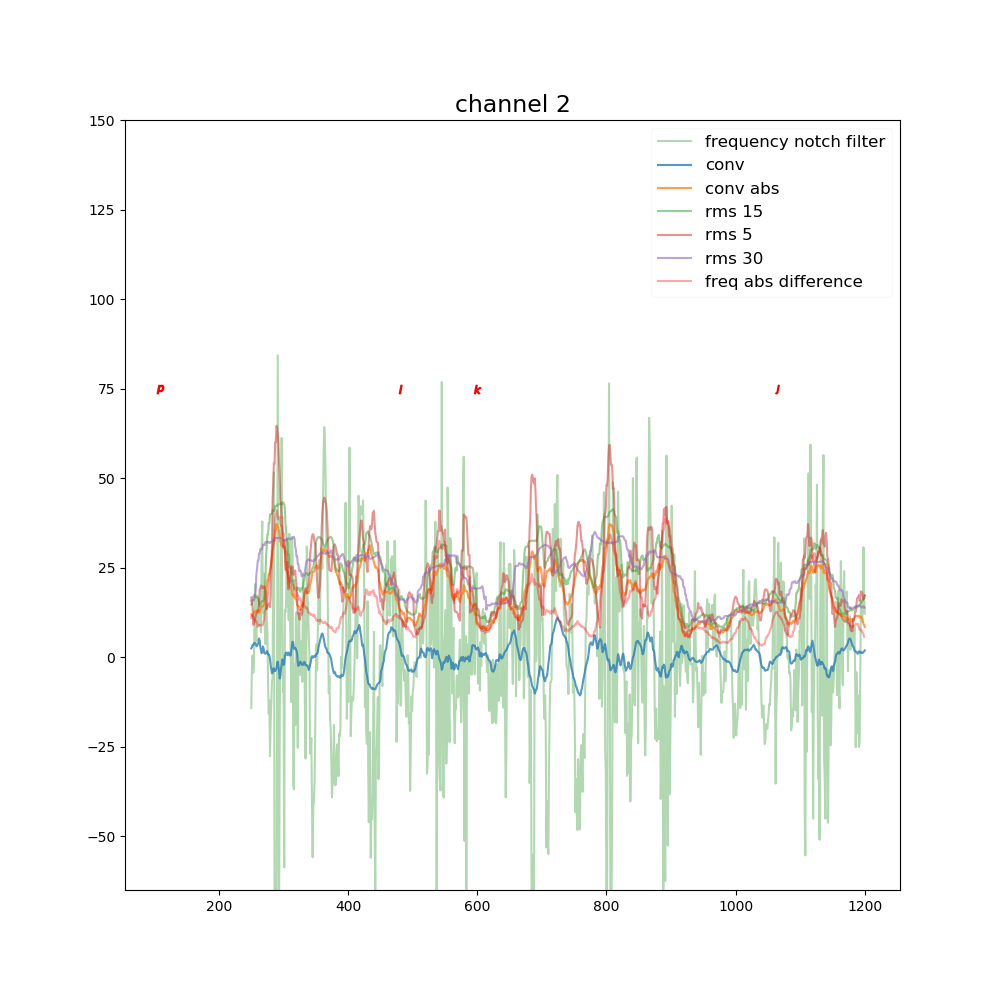 channel 2
150
125
100
75
50
25
0
−25
−50
frequency notch filter
conv
conv abs
rms 15
rms 5
rms 30
freq abs difference
p l k j
200 400 600 800 1000 1200